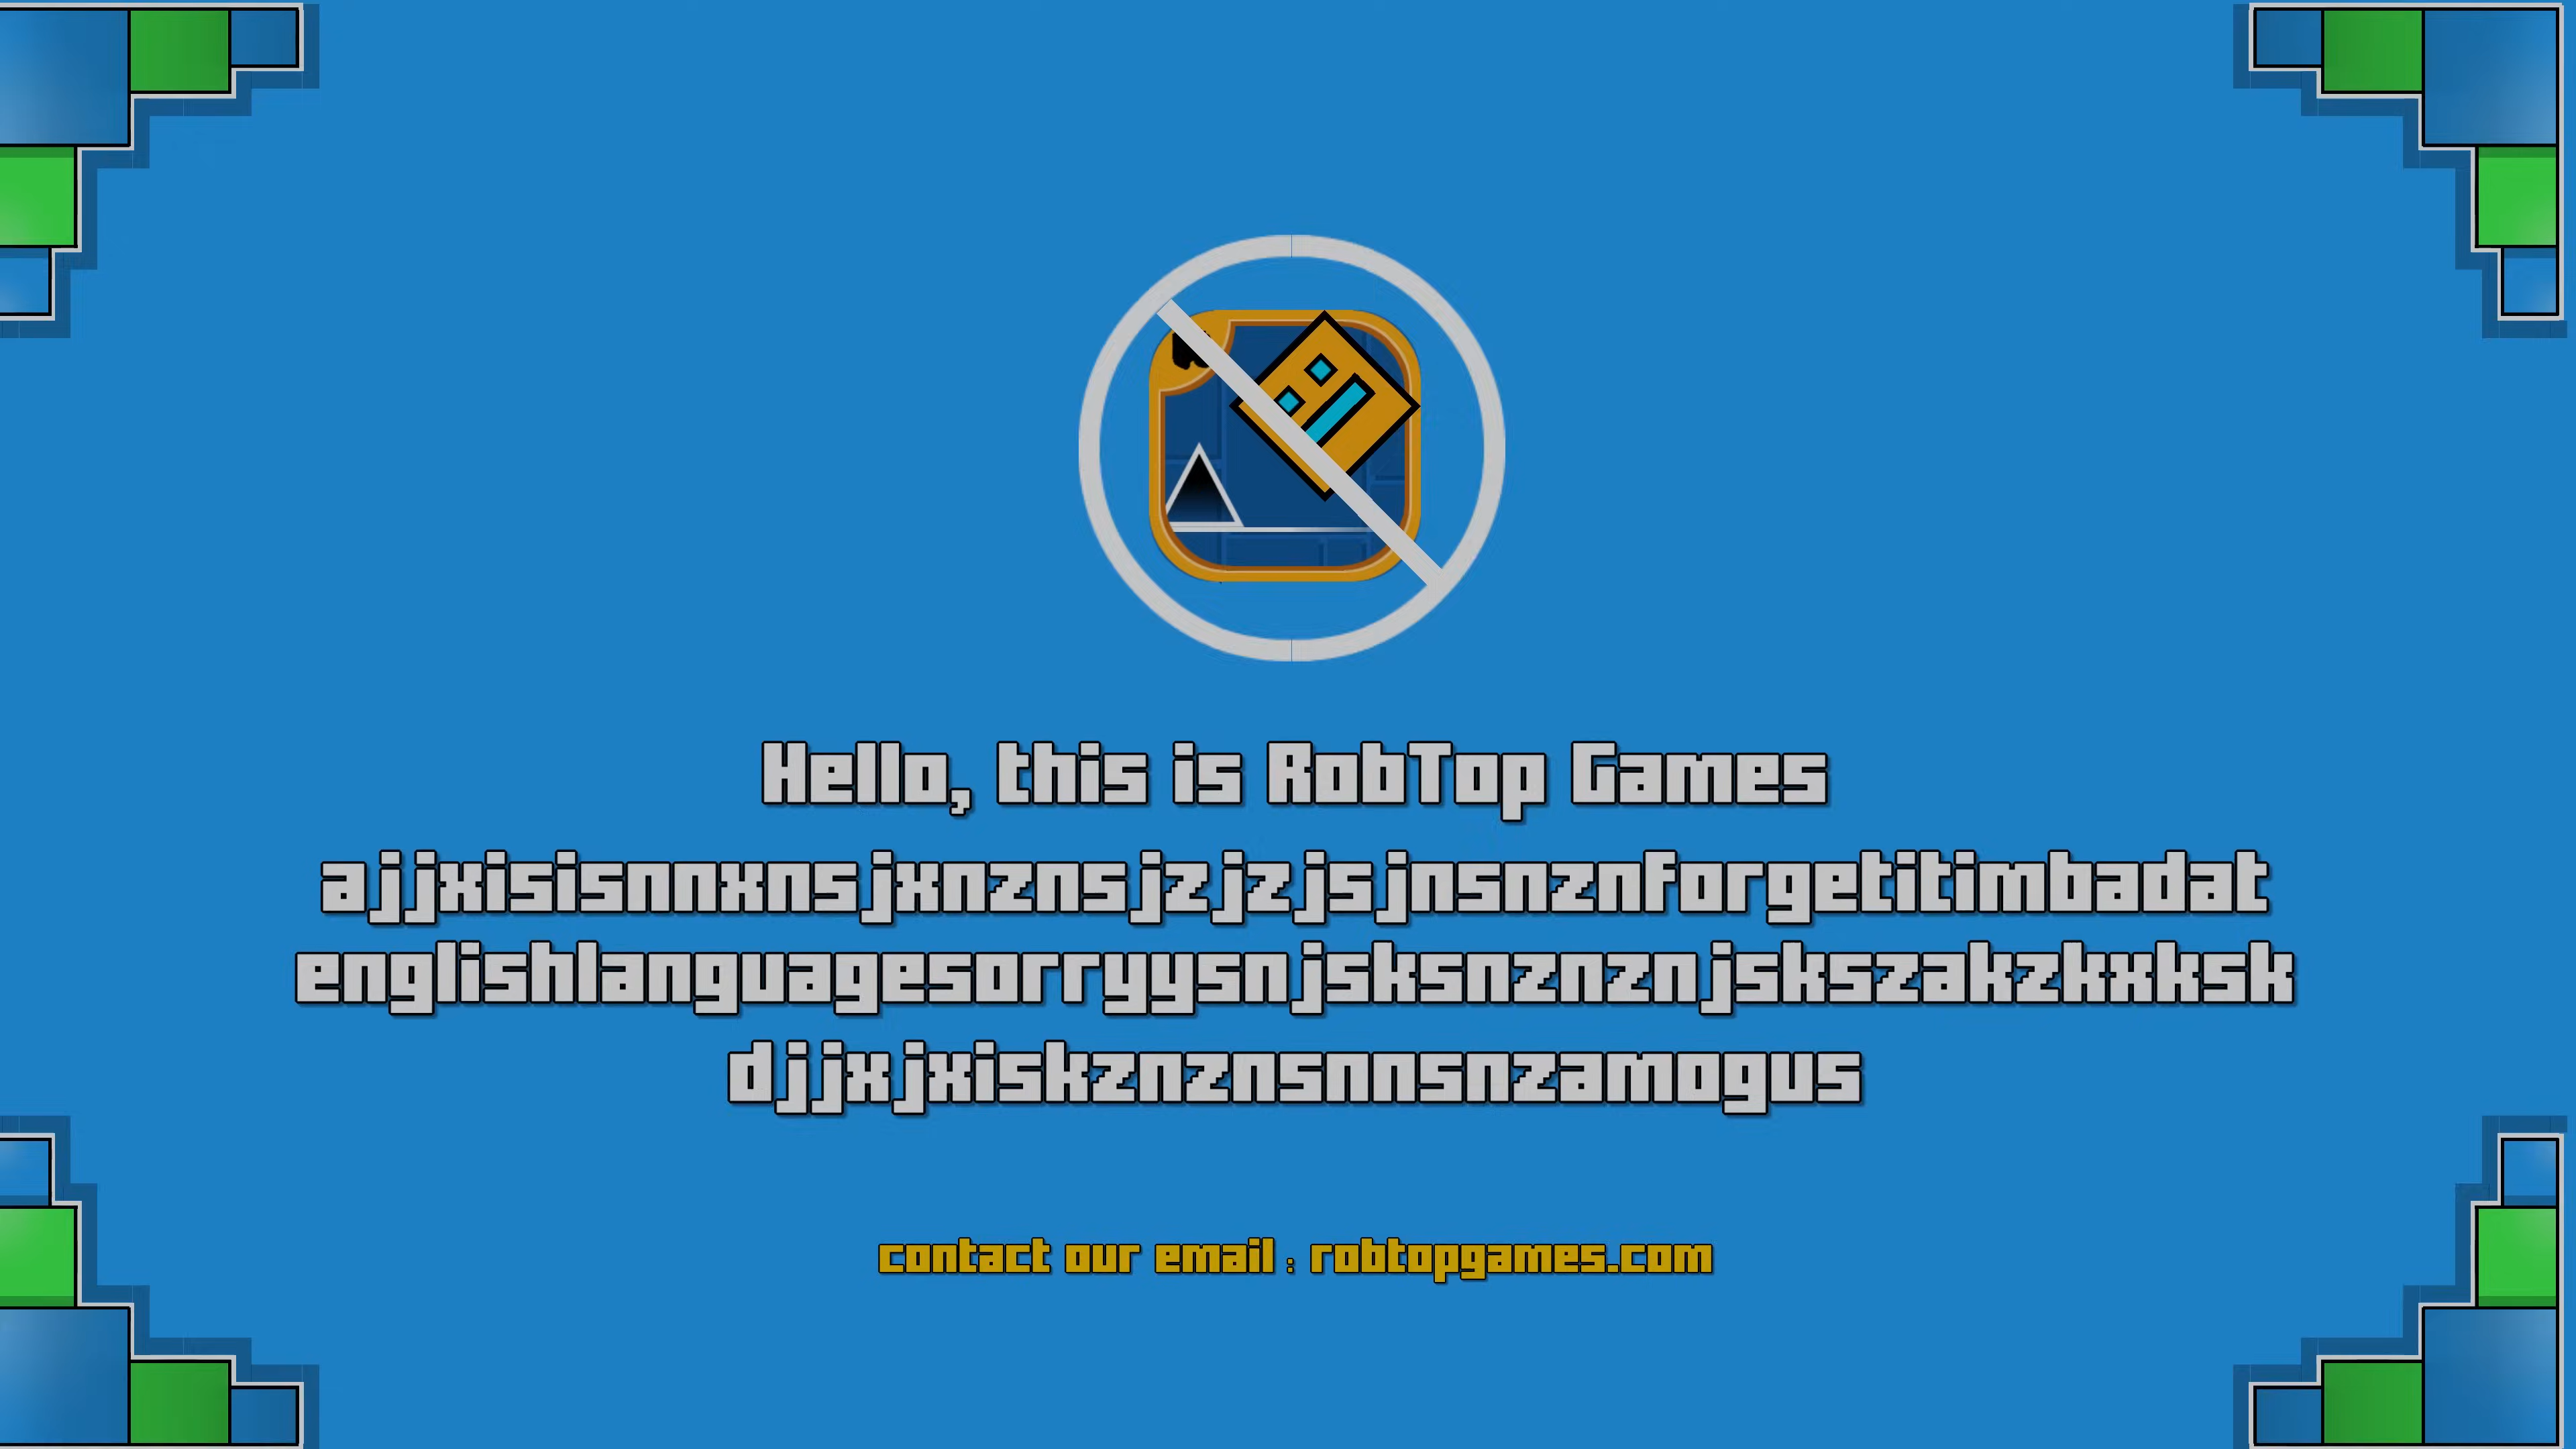 Hello, this is RobTop Games
ajjxisisnnxnsjxnznsjzjzjsjnsnznforgetitimbadat
englishlanguagesorryysnjsksnznznjskszakzkxksk
djjxjxiskznznsnnsnzamogus
contact our email : robtopgames.com